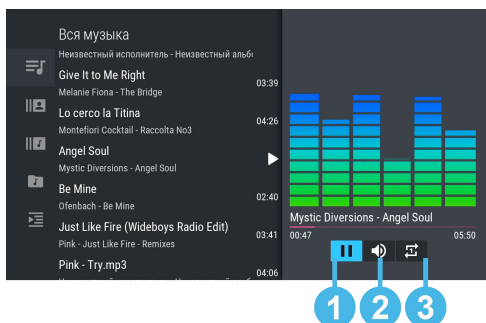 Вся музыка
Неизвестный исполнитель - Неизвестный альбо
Give It to Me Right
Melanie Fiona - The Bridge
03:39
Lo cerco la Titina
Montefiori Cocktail - Raccolta No3
04:26
Angel Soul
Mystic Diversions - Angel Soul
Be Mine
Ofenbach - Be Mine
02:40
Just Like Fire (Wideboys Radio Edit)
Pink - Just Like Fire - Remixes
03:41
Pink - Try.mp3
04:06
Mystic Diversions - Angel Soul
00:47 05:50
1 2 3